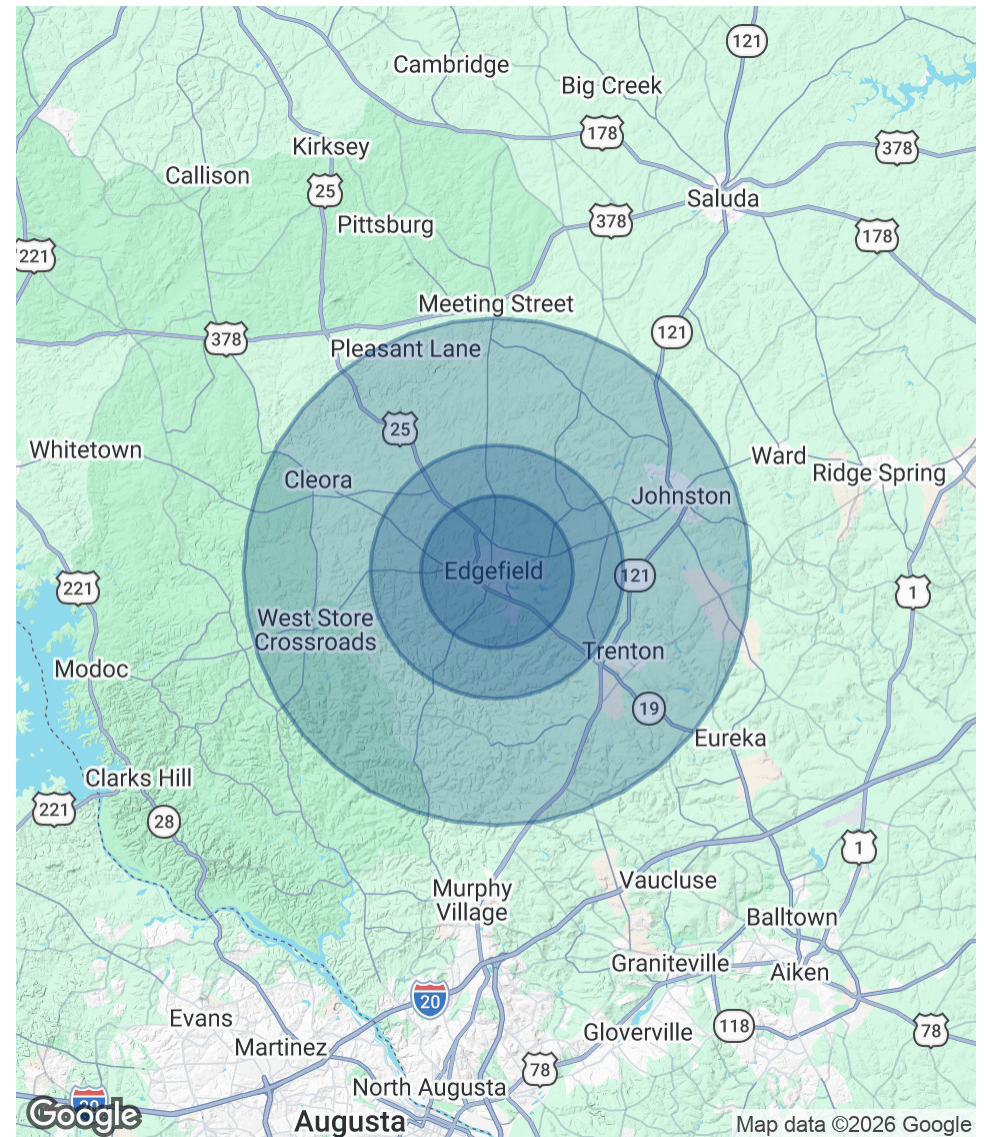 121
Cambridge
Big Creek
178
Kirksey
378
Callison
25
Saluda
Pittsburg
378
178
221
Meeting Street
121
378
Pleasant Lane
25
Whitetown
Ward
Ridge Spring
Cleora
Johnston
Edgefield
121
221
1
West Store
Crossroads
Trenton
Modoc
19
Eureka
Clarks Hill
221
28
1
Vaucluse
Murphy
Village
Balltown
Graniteville
Aiken
20
Evans
118
78
Gloverville
Martinez
78
North Augusta
20
Google
Augusta
Map data ©2026 Google